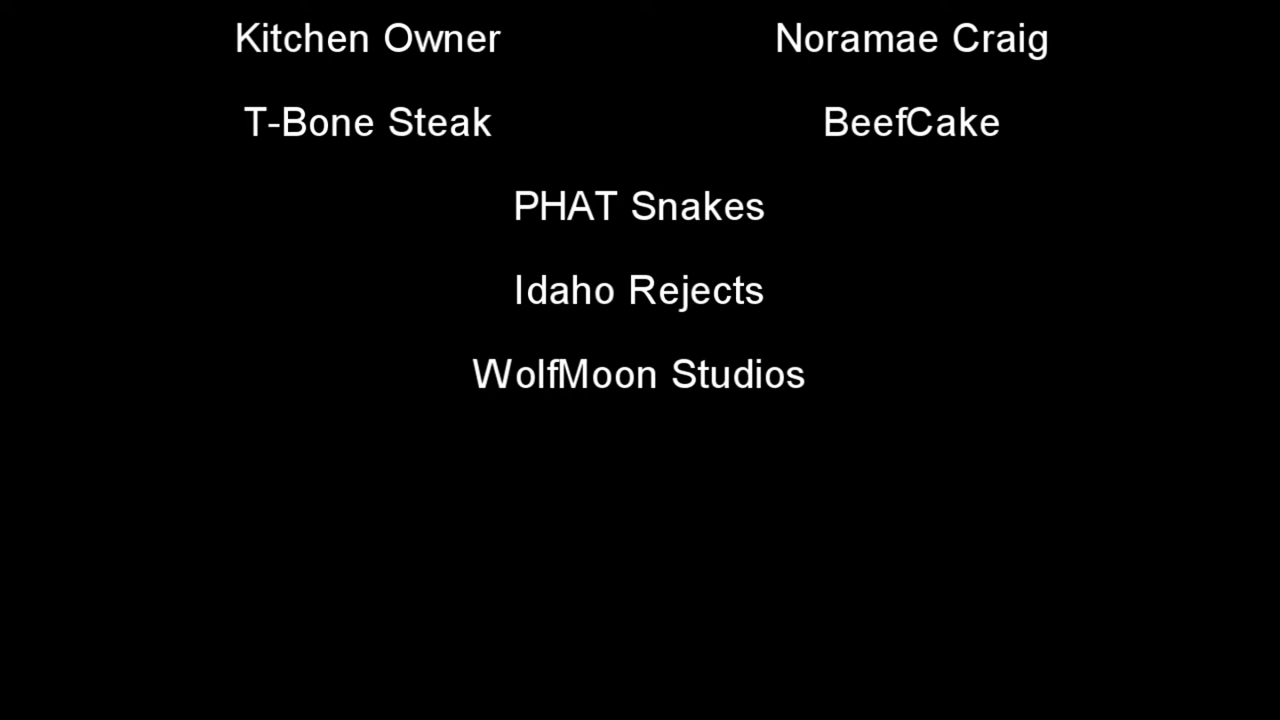 Kitchen Owner Noramae Craig
T-Bone Steak BeefCake
PHAT Snakes
Idaho Rejects
WolfMoon Studios